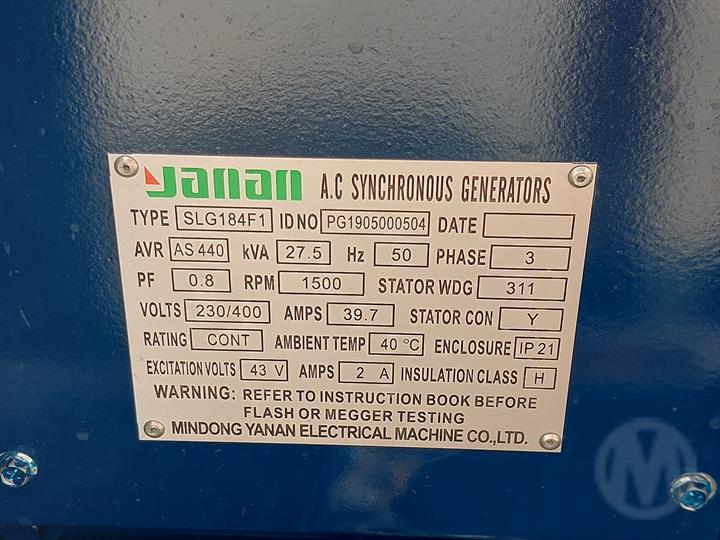 Yanan A.C SYNCHRONOUS GENERATORS
TYPE SLG184F1 ID NO PG1905000504 DATE
AVR AS 440 kVA 27.5 Hz 50 PHASE 3
PF 0.8 RPM 1500 STATOR WDG 311
VOLTS 230/400 AMPS 39.7 STATOR CON Y
RATING CONT AMBIENT TEMP 40 °C ENCLOSURE IP 21
EXCITATION VOLTS 43 V AMPS 2 A INSULATION CLASS H
WARNING: REFER TO INSTRUCTION BOOK BEFORE
FLASH OR MEGGER TESTING
MINDONG YANAN ELECTRICAL MACHINE CO.,LTD.
M